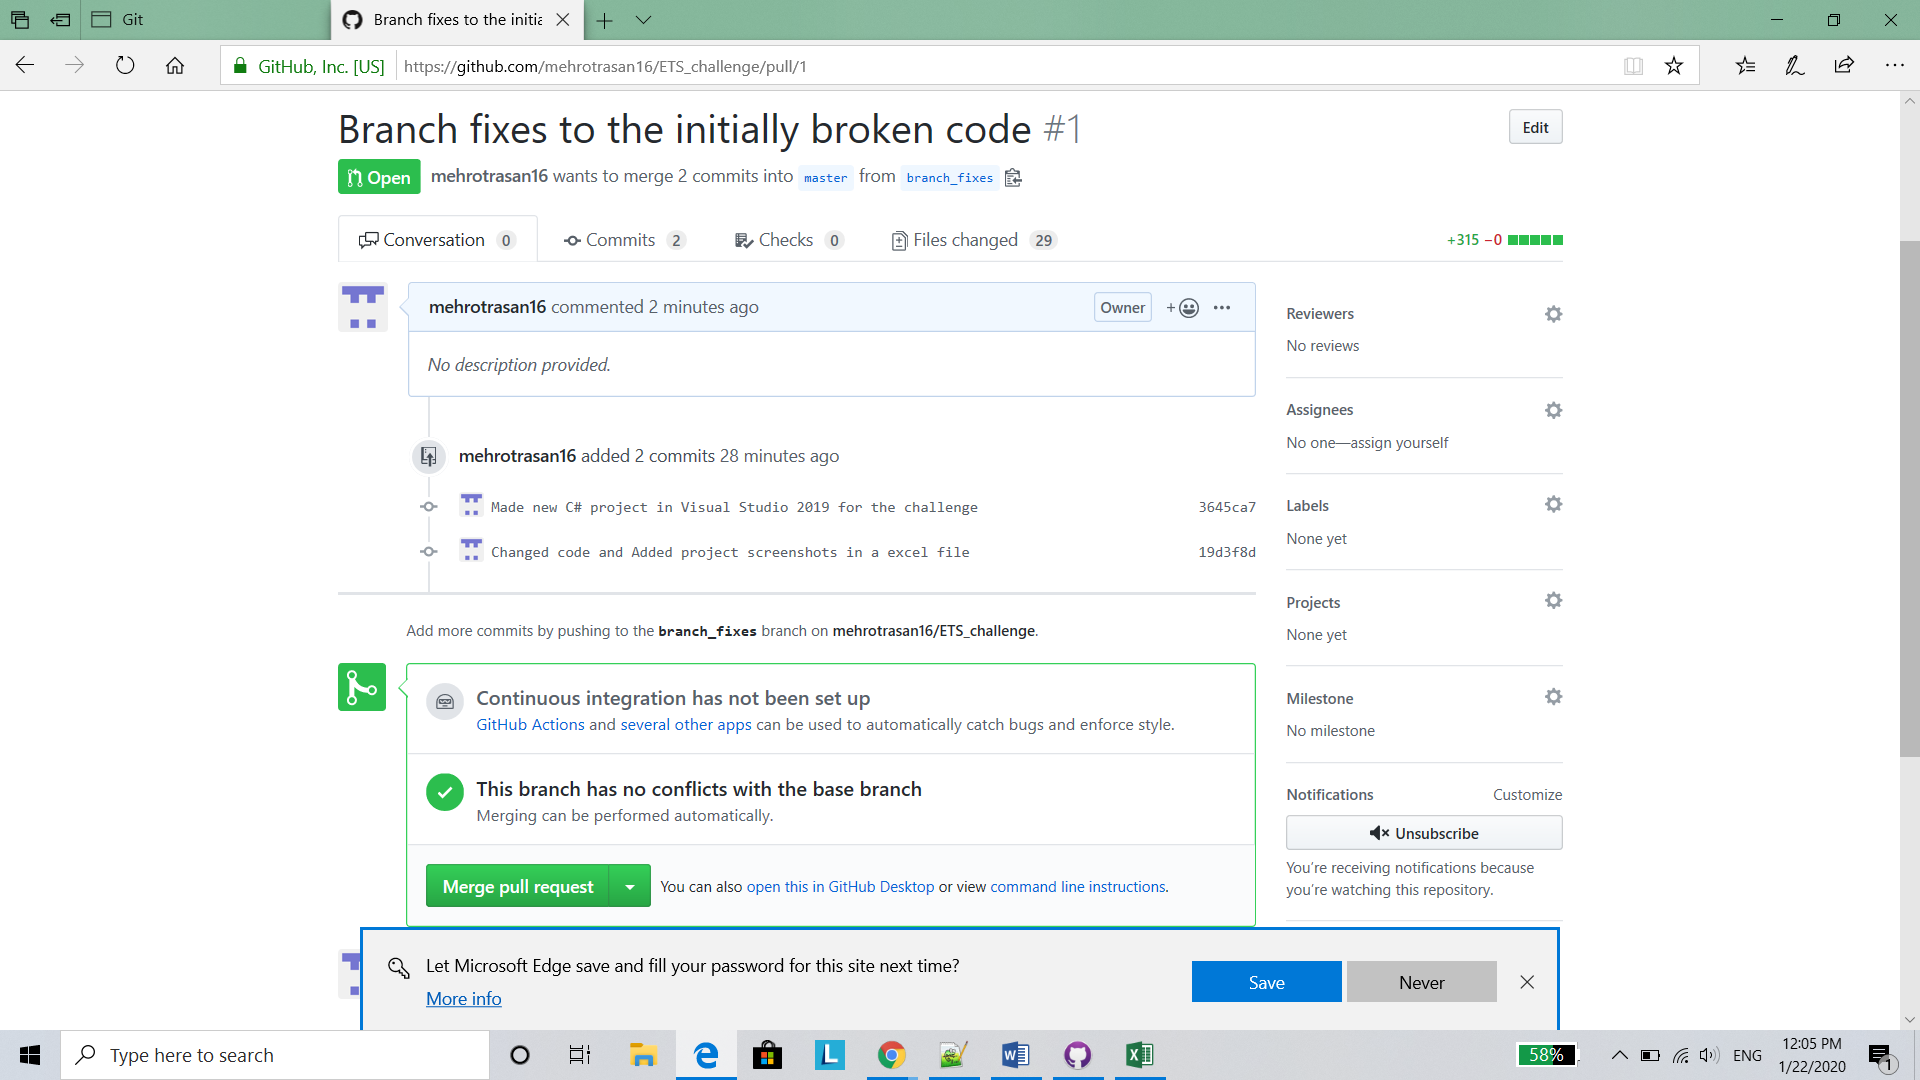 Git
Branch fixes to the initia
GitHub, Inc. [US]
https://github.com/mehrotrasan16/ETS_challenge/pull/1
Branch fixes to the initially broken code #1
Edit
Open
mehrotrasan16 wants to merge 2 commits into master from branch_fixes
Conversation 0
Commits 2
Checks 0
Files changed 29
+315 −0
mehrotrasan16 commented 2 minutes ago
Owner
No description provided.
mehrotrasan16 added 2 commits 28 minutes ago
Made new C# project in Visual Studio 2019 for the challenge 3645ca7
Changed code and Added project screenshots in a excel file 19d3f8d
Add more commits by pushing to the branch_fixes branch on mehrotrasan16/ETS_challenge.
Continuous integration has not been set up
GitHub Actions and several other apps can be used to automatically catch bugs and enforce style.
This branch has no conflicts with the base branch
Merging can be performed automatically.
Merge pull request
You can also open this in GitHub Desktop or view command line instructions.
Reviewers
No reviews
Assignees
No one—assign yourself
Labels
None yet
Projects
None yet
Milestone
No milestone
Notifications
Customize
Unsubscribe
You're receiving notifications because
you're watching this repository.
Let Microsoft Edge save and fill your password for this site next time?
More info
Save
Never
Type here to search
58%
ENG
12:05 PM
1/22/2020
1